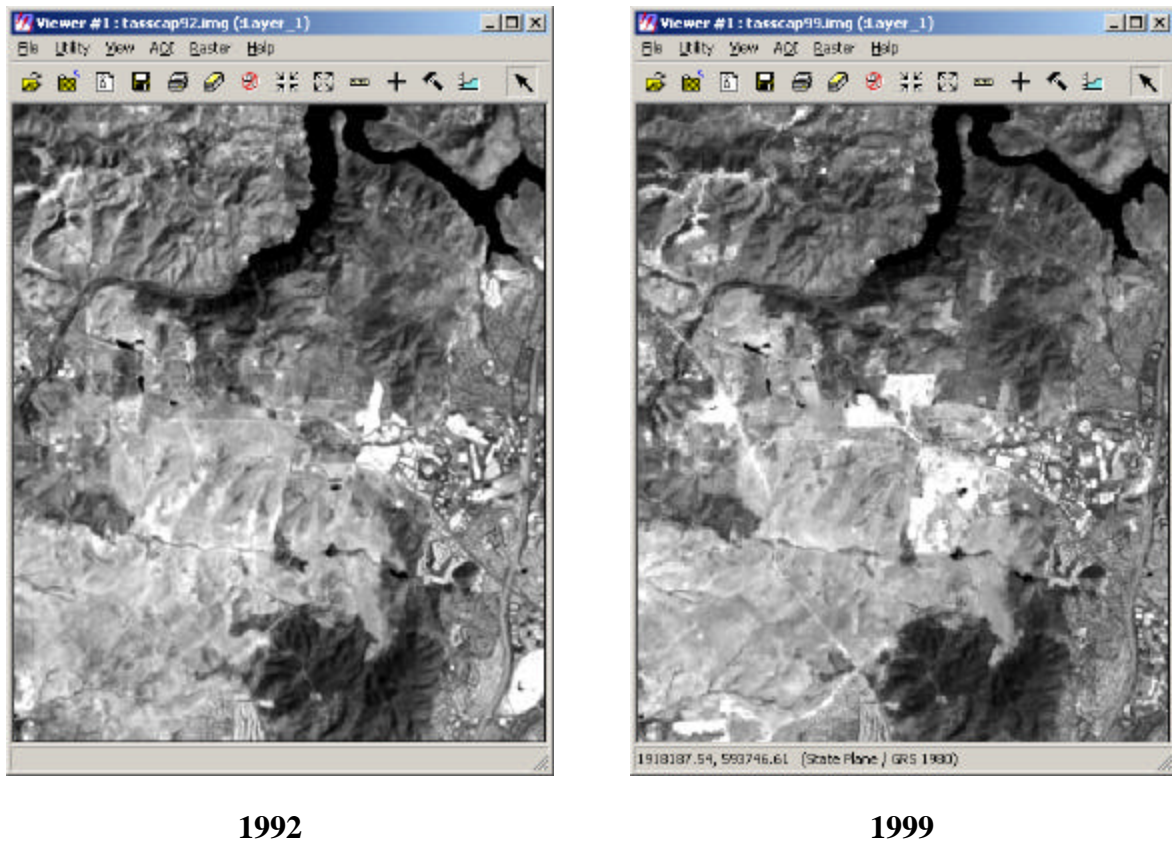 Viewer #1 : tasscap92.img (:Layer_1)
File Utility View AOI Raster Help
Viewer #1 : tasscap99.img (:Layer_1)
File Utility View AOI Raster Help
1918187.54, 593746.61 (State Plane / GRS 1980)
1992
1999